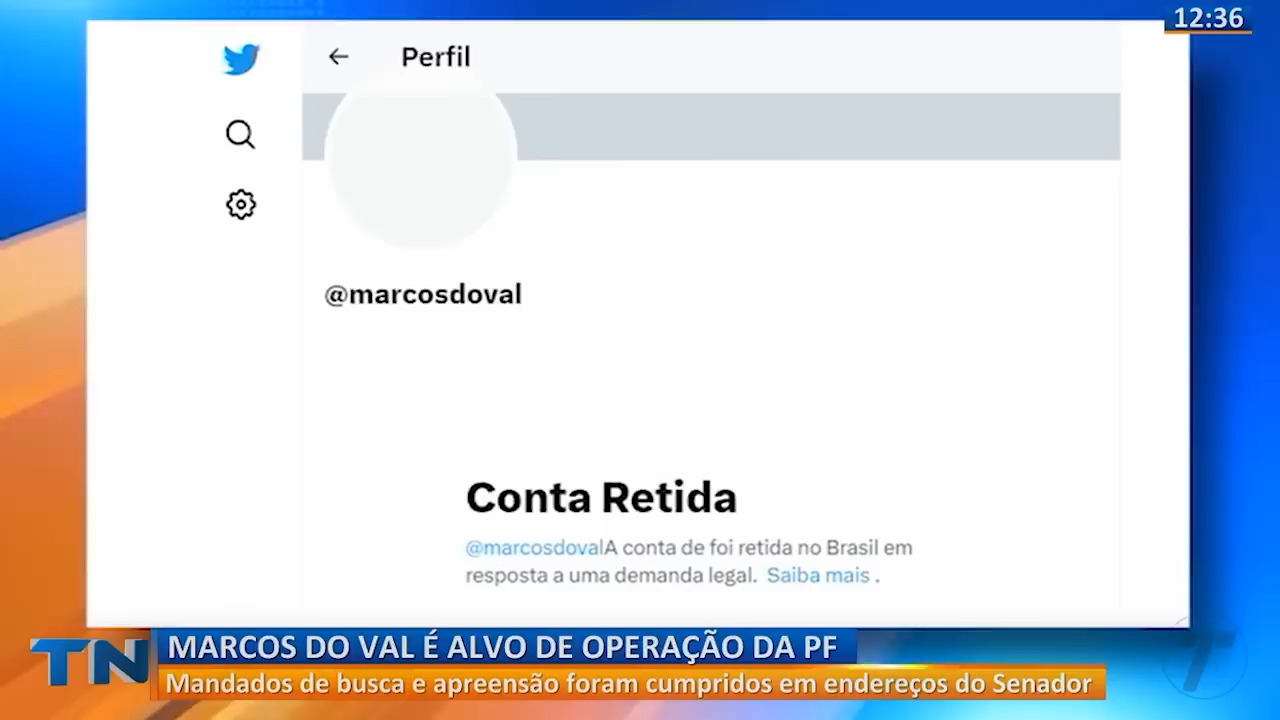 12:36
Perfil
@marcosdoval
Conta Retida
@marcosdovalA conta de foi retida no Brasil em
resposta a uma demanda legal. Saiba mais .
TN
MARCOS DO VAL É ALVO DE OPERAÇÃO DA PF
Mandados de busca e apreensão foram cumpridos em endereços do Senador